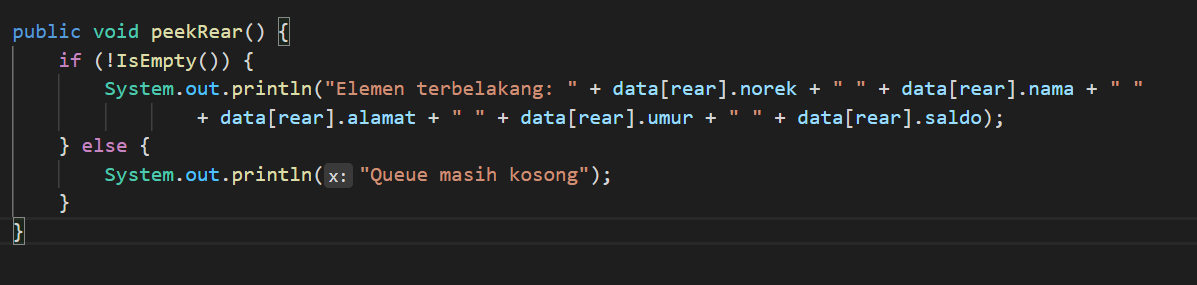 public void peekRear() {
    if (!IsEmpty()) {
        System.out.println("Elemen terbelakang: " + data[rear].norek + " " + data[rear].nama + " "
                + data[rear].alamat + " " + data[rear].umur + " " + data[rear].saldo);
    } else {
        System.out.println(x: "Queue masih kosong");
    }
}